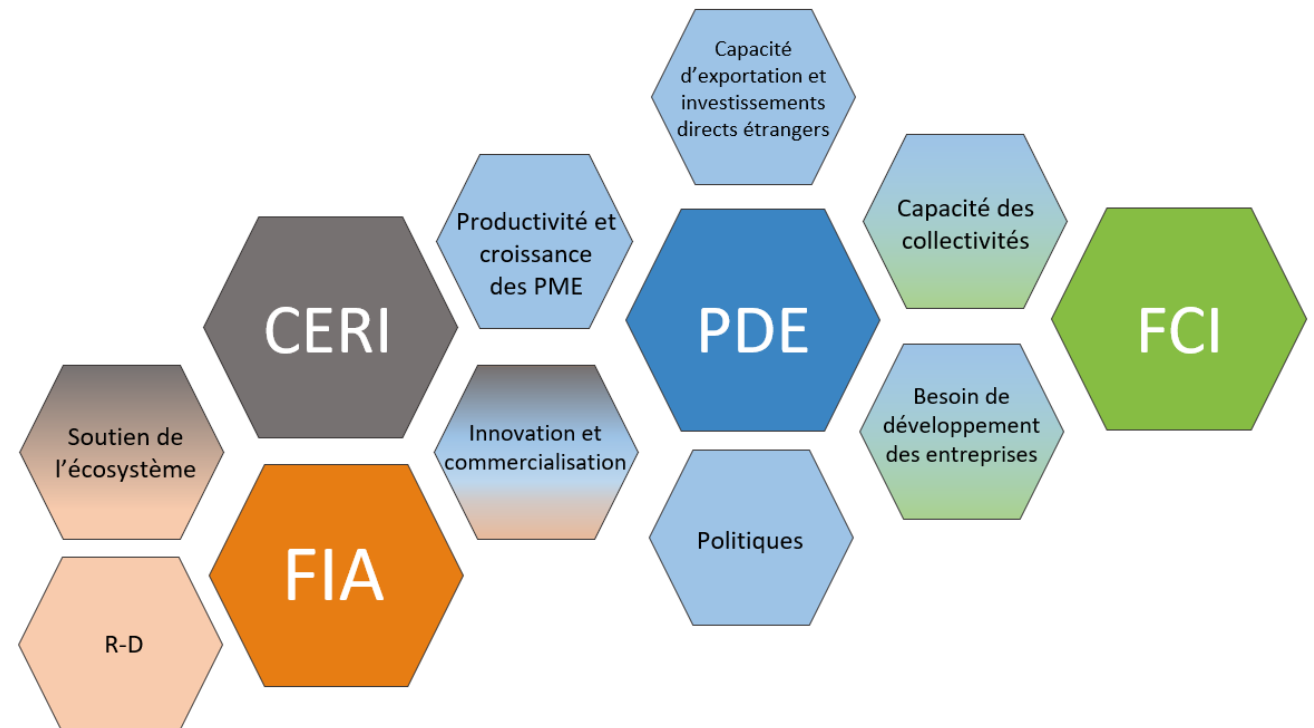 Capacité
d’exportation et
investissements
directs étrangers
Productivité et
croissance
des PME
Capacité des
collectivités
CERI
PDE
FCI
Soutien de
l’écosystème
Innovation et
commercialisation
Besoin de
développement
des entreprises
FIA
Politiques
R-D